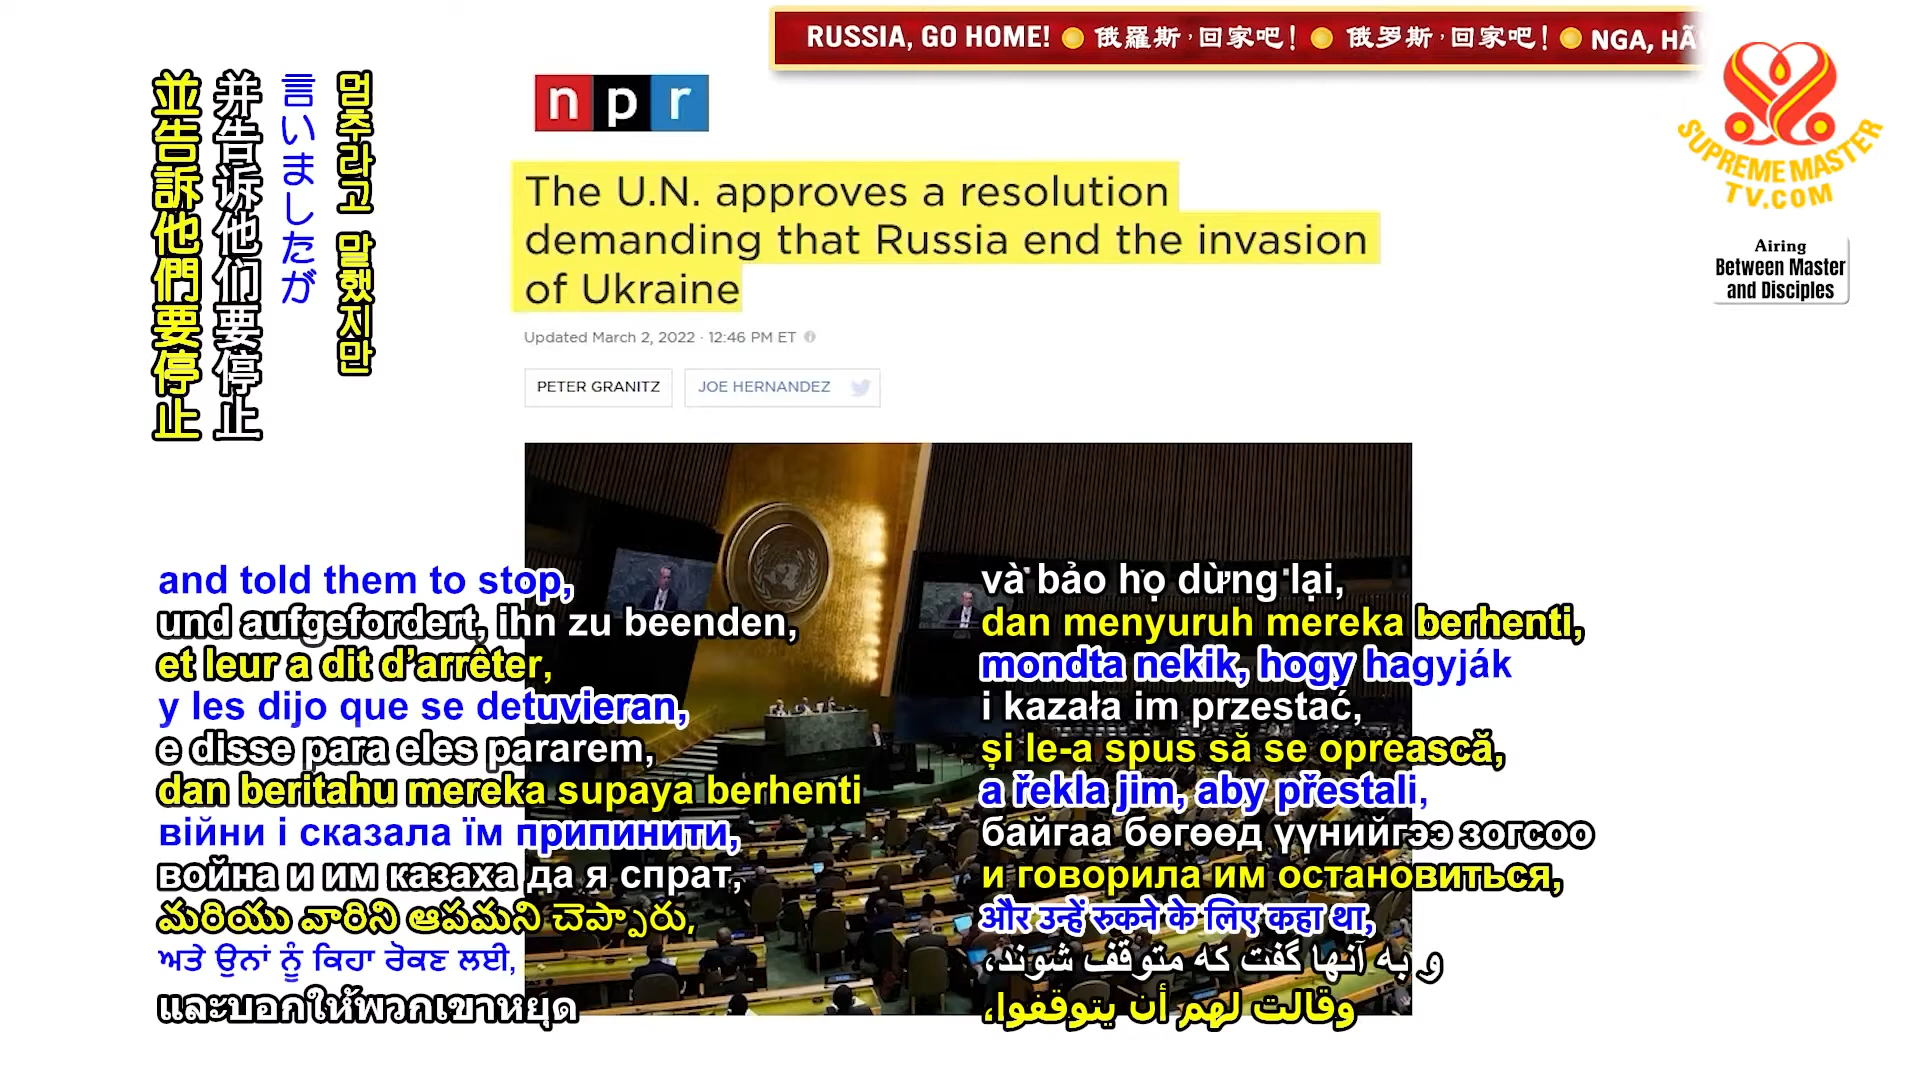 RUSSIA, GO HOME! 俄羅斯,回家吧! 俄罗斯,回家吧! NGA, HÃ
npr
SUPREME MASTER
TV.COM
Airing
Between Master
and Disciples
The U.N. approves a resolution
demanding that Russia end the invasion
of Ukraine
Updated March 2, 2022 · 12:46 PM ET
PETER GRANITZ
JOE HERNANDEZ
並告訴他們要停止
并告诉他们要停止
言いましたが
멈추라고 말했지만
and told them to stop,
und aufgefordert, ihn zu beenden,
et leur a dit d’arrêter,
y les dijo que se detuvieran,
e disse para eles pararem,
dan beritahu mereka supaya berhenti
війни і сказала їм припинити,
война и им казаха да я спрат,
మరియు వారిని ఆపమని చెప్పారు,
ਅਤੇ ਉਨਾਂ ਨੂੰ ਕਿਹਾ ਰੋਕਣ ਲਈ,
และบอกให้พวกเขาหยุด
và bảo họ dừng lại,
dan menyuruh mereka berhenti,
mondta nekik, hogy hagyják
i kazała im przestać,
și le-a spus să se oprească,
a řekla jim, aby přestali,
байгаа бөгөөд үүнийгээ зогсоо
и говорила им остановиться,
और उन्हें रुकने के लिए कहा था,
و به آنها گفت که متوقف شوند،
وقالت لهم أن يتوقفوا،